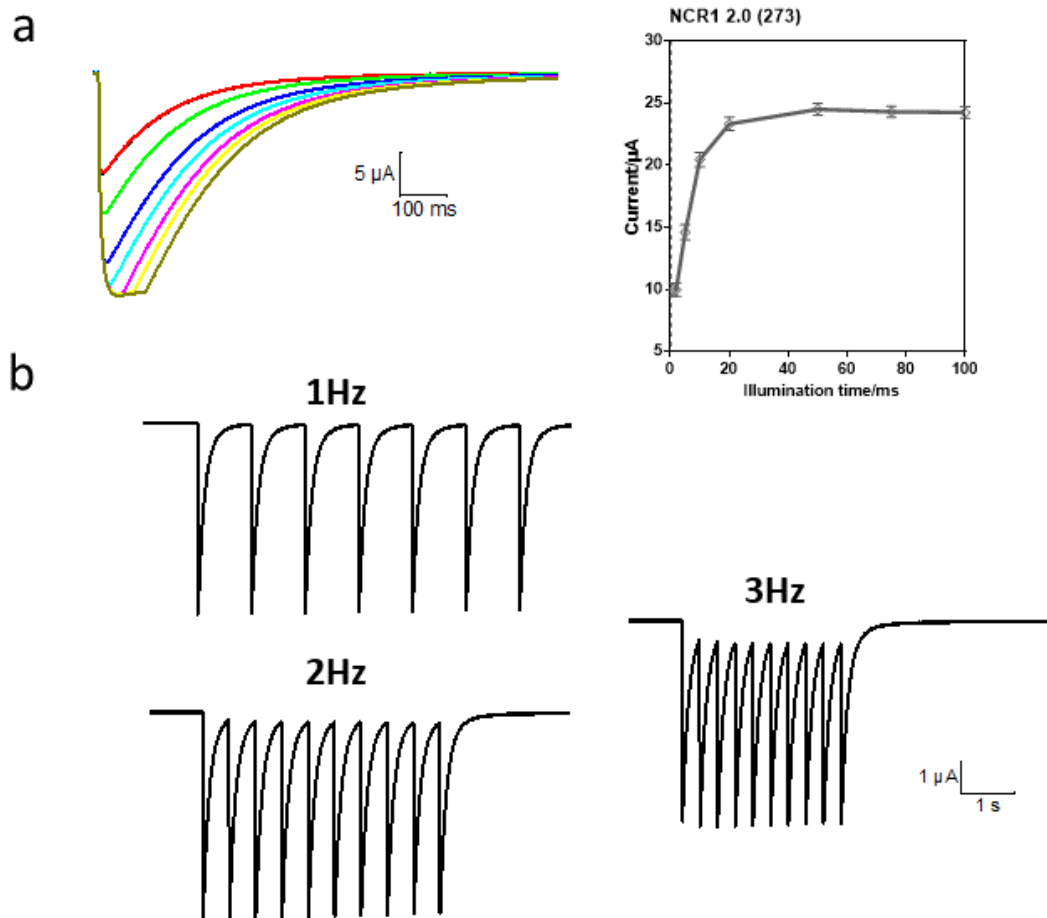 a
NCR1 2.0 (273)
30
25
20
15
10
5
Current/µA
0
20
40
60
80
100
Illumination time/ms
5 µA
100 ms
b
1Hz
2Hz
3Hz
1 µA
1 s